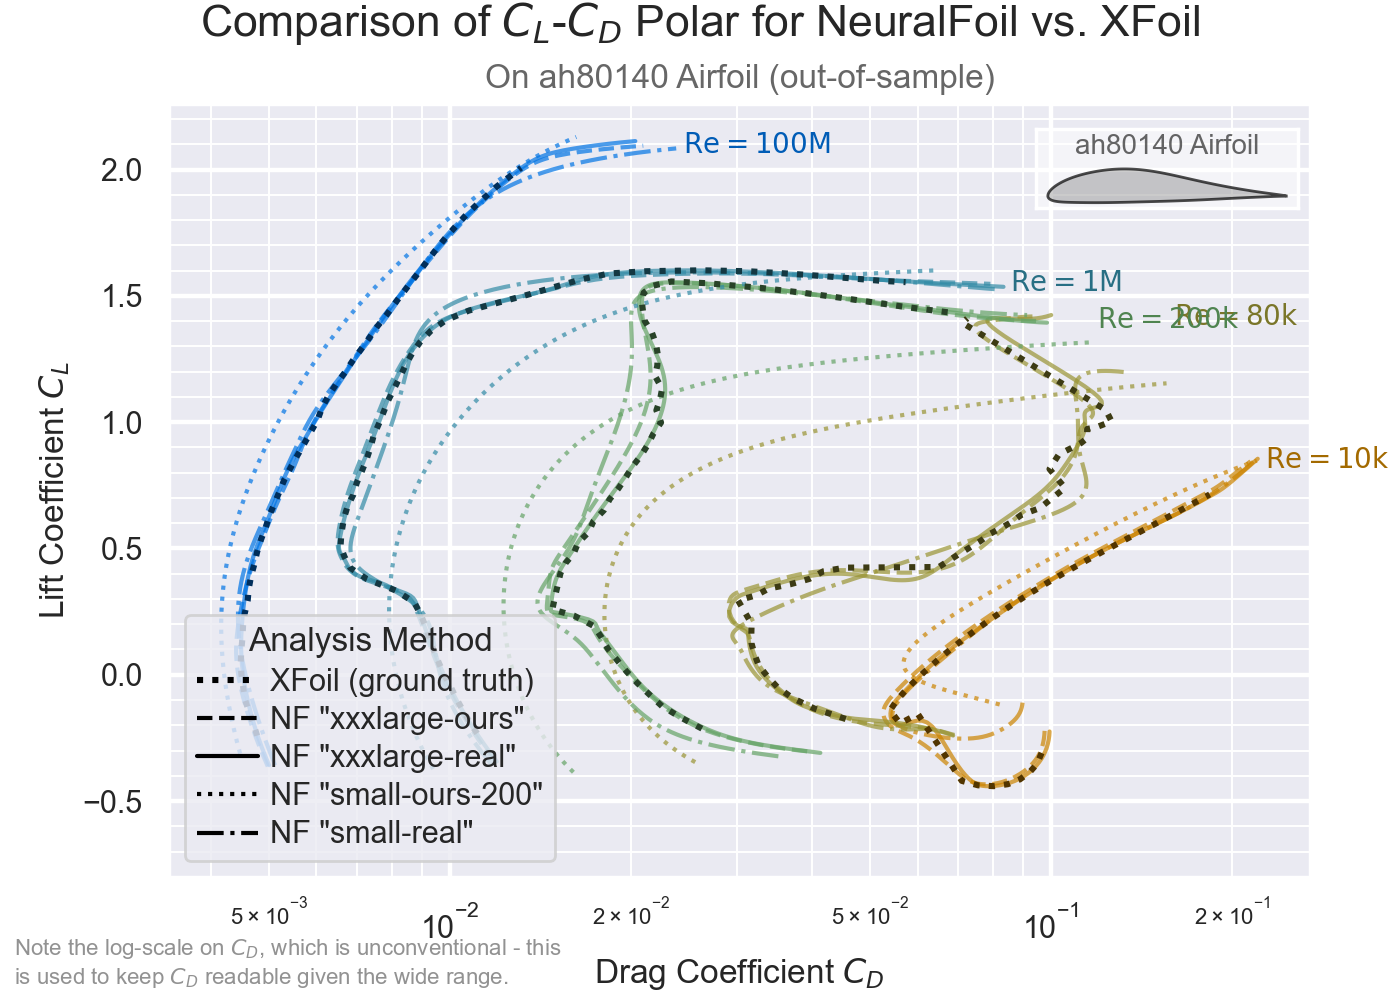 Comparison of C_L-C_D Polar for NeuralFoil vs. XFoil
On ah80140 Airfoil (out-of-sample)
Re = 100M
ah80140 Airfoil
Re = 1M
Re = 200k
Re = 80k
Re = 10k
Lift Coefficient C_L
2.0
1.5
1.0
0.5
0.0
−0.5
Analysis Method
XFoil (ground truth)
NF "xxxlarge-ours"
NF "xxxlarge-real"
NF "small-ours-200"
NF "small-real"
5 × 10⁻³
10⁻²
2 × 10⁻²
5 × 10⁻²
10⁻¹
2 × 10⁻¹
Drag Coefficient C_D
Note the log-scale on C_D, which is unconventional - this
is used to keep C_D readable given the wide range.